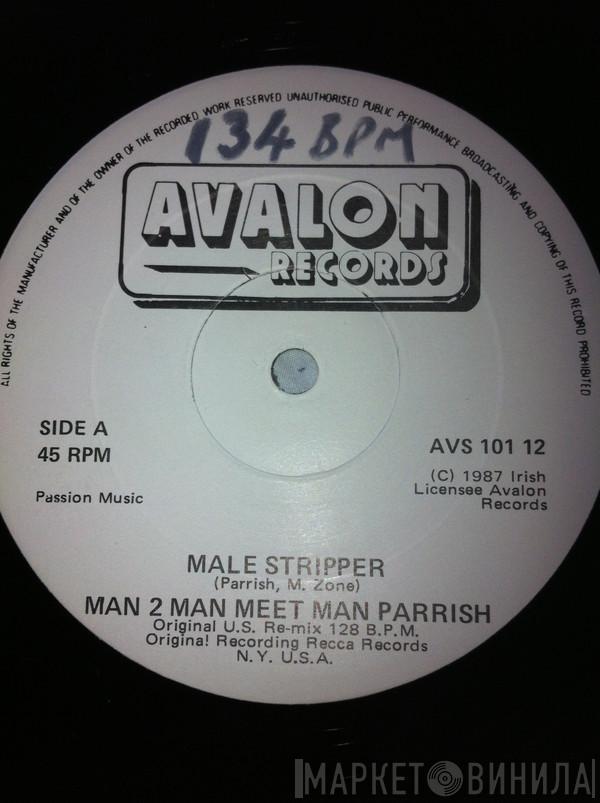 ALL RIGHTS OF THE MANUFACTURER AND OF THE OWNER OF THE RECORDED WORK RESERVED UNAUTHORISED PUBLIC PERFORMANCE BROADCASTING AND COPYING OF THIS RECORD PROHIBITED
134 BPM
AVALON
RECORDS
SIDE A
45 RPM
Passion Music
AVS 101 12
(C) 1987 Irish
Licensee Avalon
Records
MALE STRIPPER
(Parrish, M. Zone)
MAN 2 MAN MEET MAN PARRISH
Original U.S. Re-mix 128 B.P.M.
Original Recording Recca Records
N.Y. U.S.A.
МАРКЕТ ВИНИЛА